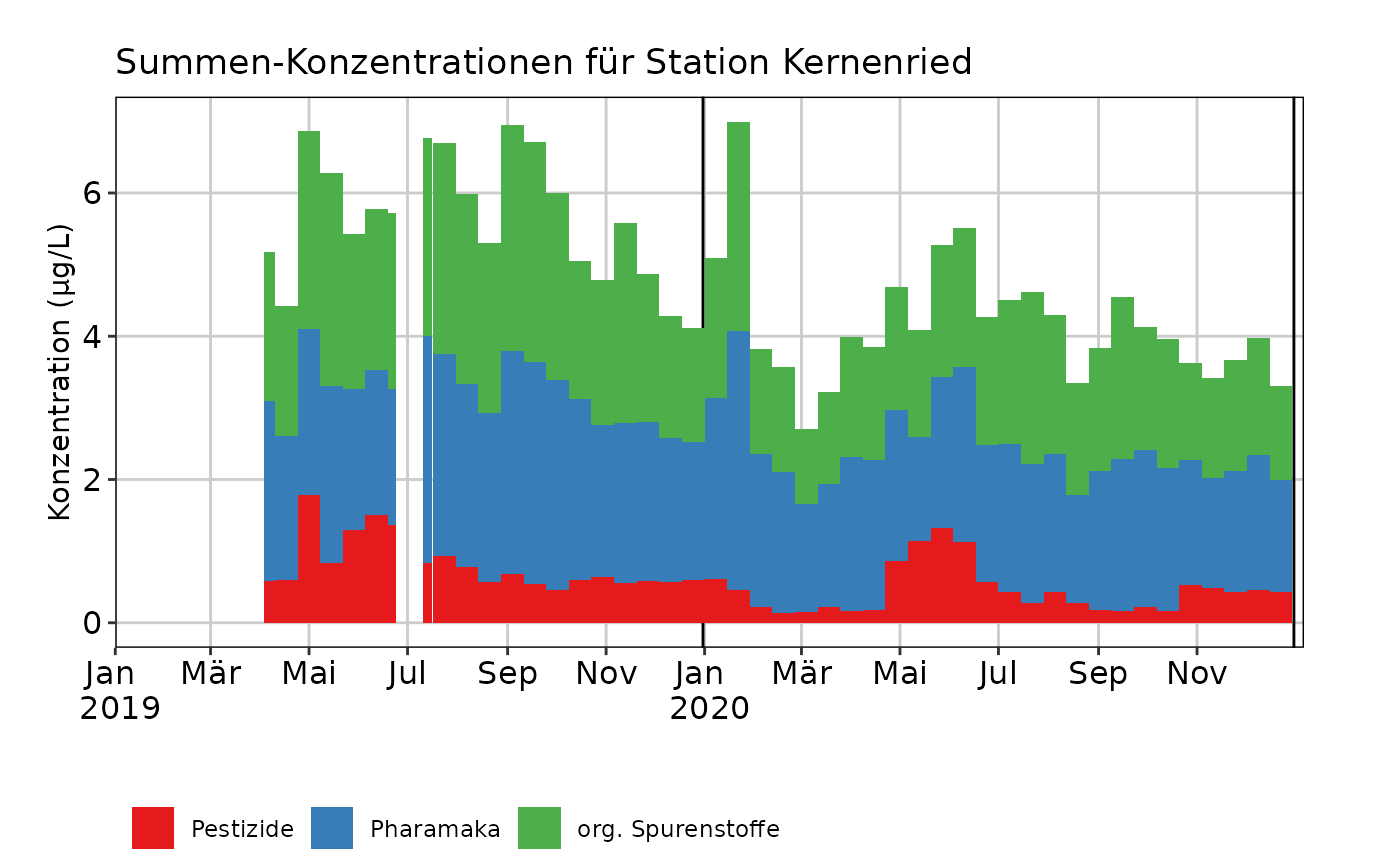 Summen-Konzentrationen für Station Kernenried
Konzentration (µg/L)
6
4
2
0
Jan Mär Mai Jul Sep Nov Jan Mär Mai Jul Sep Nov
2019 2020
Pestizide Pharamaka org. Spurenstoffe